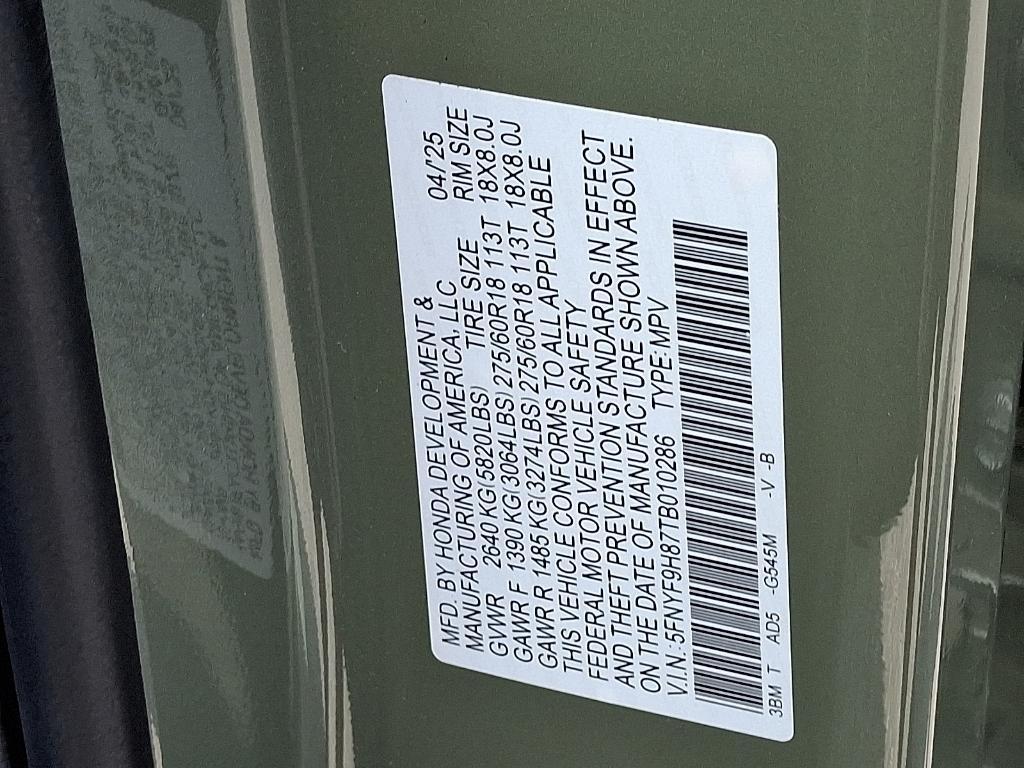 MFD. BY HONDA DEVELOPMENT & 04/'25
MANUFACTURING OF AMERICA, LLC
GVWR 2640 KG(5820LBS) TIRE SIZE RIM SIZE
GAWR F 1390 KG(3064LBS) 275/60R18 113T 18X8.0J
GAWR R 1485 KG(3274LBS) 275/60R18 113T 18X8.0J
THIS VEHICLE CONFORMS TO ALL APPLICABLE
FEDERAL MOTOR VEHICLE SAFETY
AND THEFT PREVENTION STANDARDS IN EFFECT
ON THE DATE OF MANUFACTURE SHOWN ABOVE.
V.I.N:5FNYF9H87TB010286 TYPE:MPV
3BM T AD5 -G545M -V -B